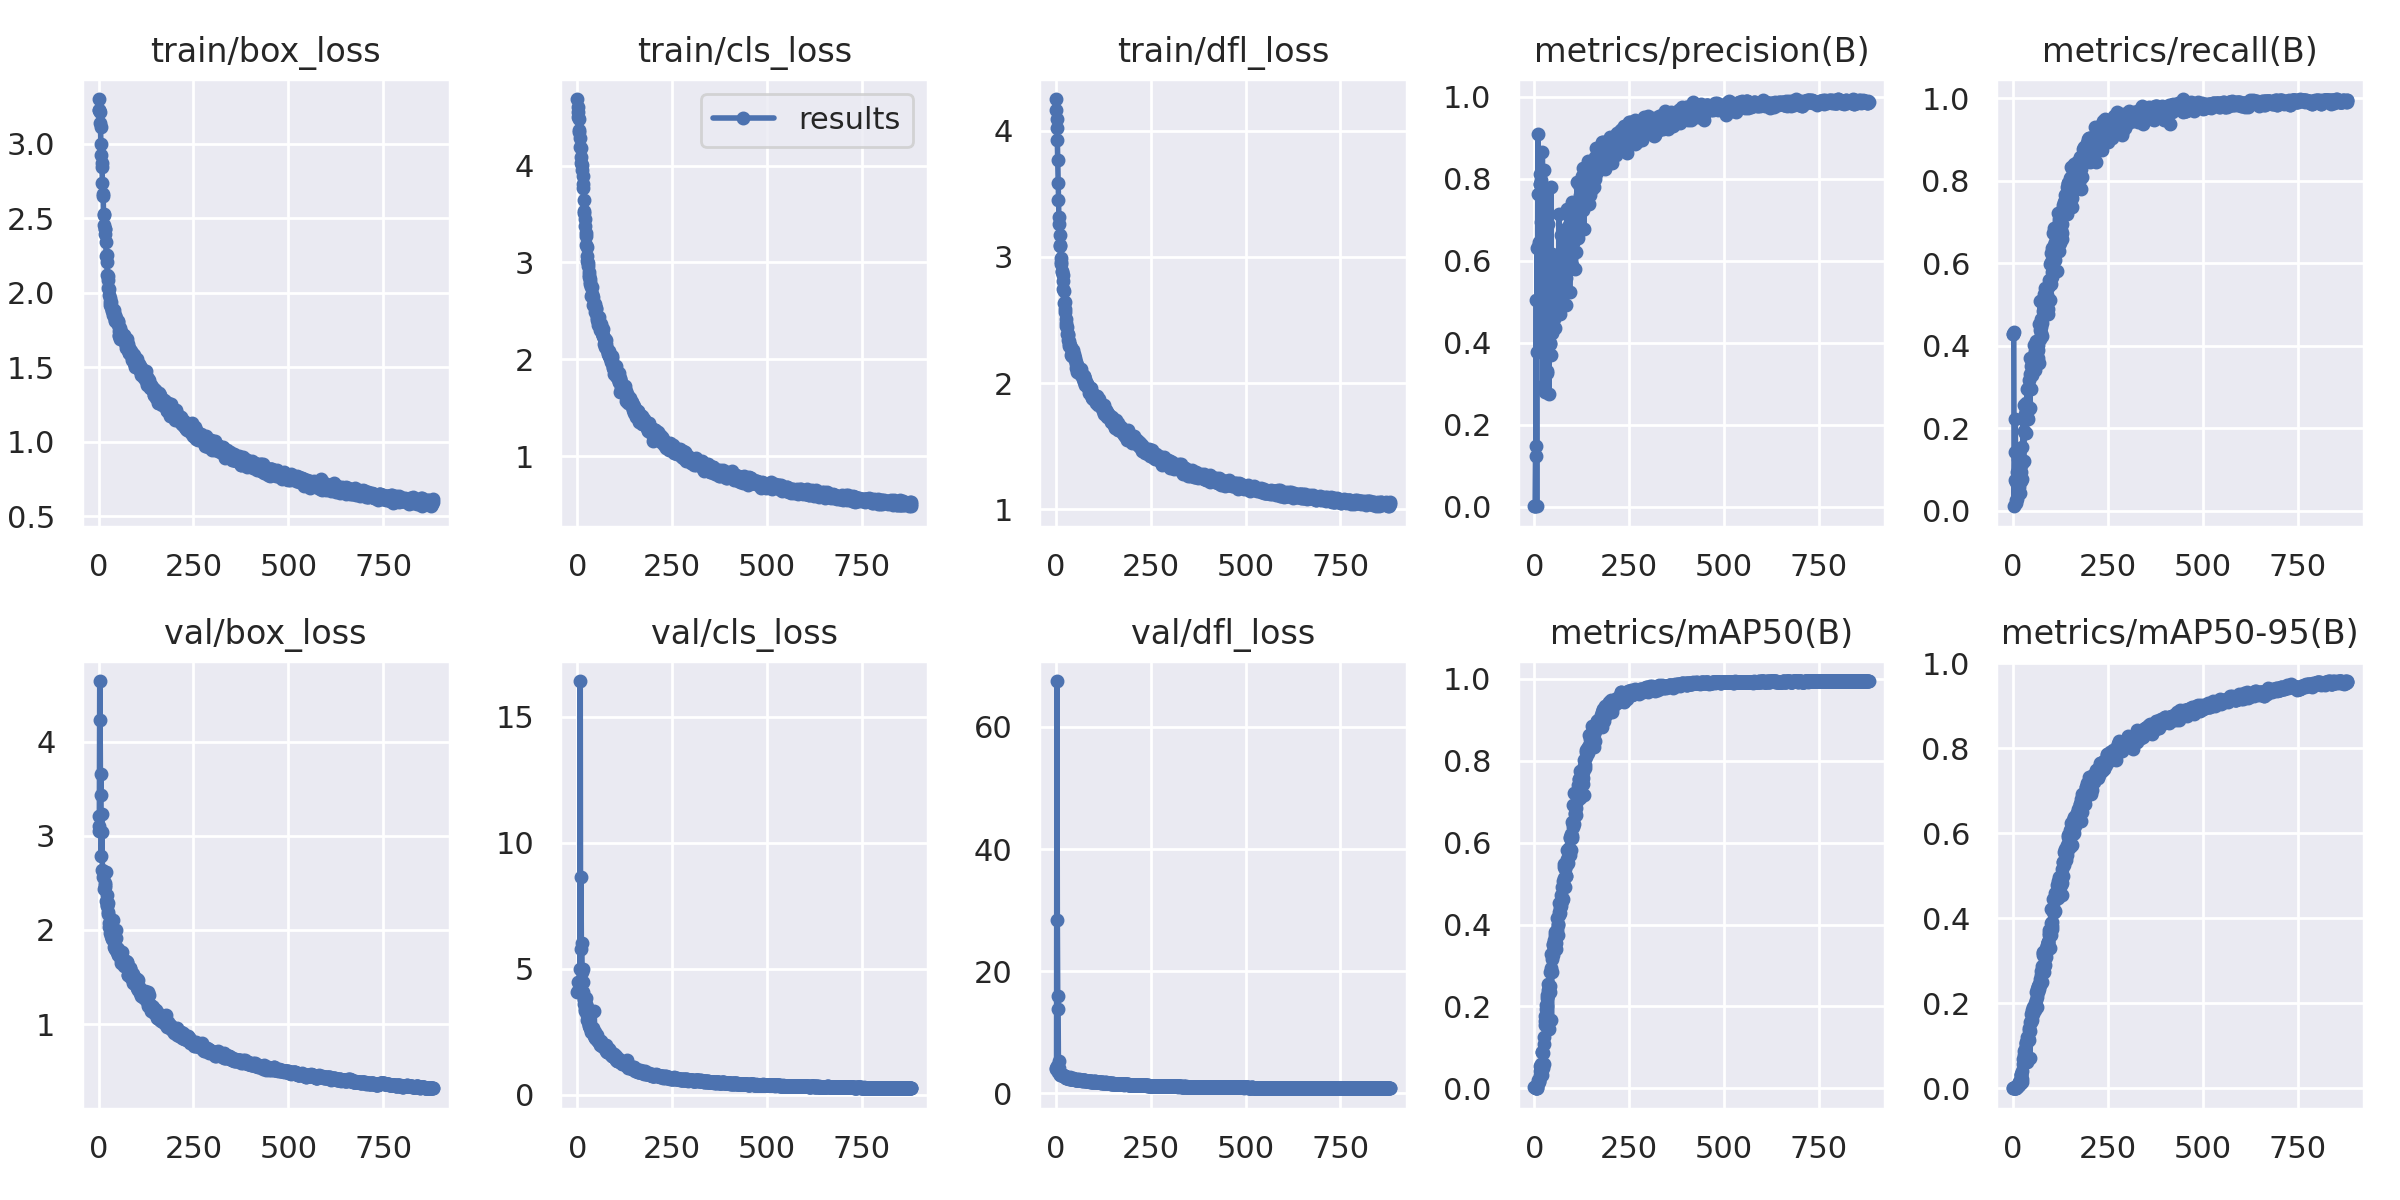 train/box_loss
3.0
2.5
2.0
1.5
1.0
0.5
0 250 500 750
train/cls_loss
results
4
3
2
1
0 250 500 750
train/dfl_loss
4
3
2
1
0 250 500 750
metrics/precision(B)
1.0
0.8
0.6
0.4
0.2
0.0
0 250 500 750
metrics/recall(B)
1.0
0.8
0.6
0.4
0.2
0.0
0 250 500 750
val/box_loss
4
3
2
1
0 250 500 750
val/cls_loss
15
10
5
0
0 250 500 750
val/dfl_loss
60
40
20
0
0 250 500 750
metrics/mAP50(B)
1.0
0.8
0.6
0.4
0.2
0.0
0 250 500 750
metrics/mAP50-95(B)
1.0
0.8
0.6
0.4
0.2
0.0
0 250 500 750